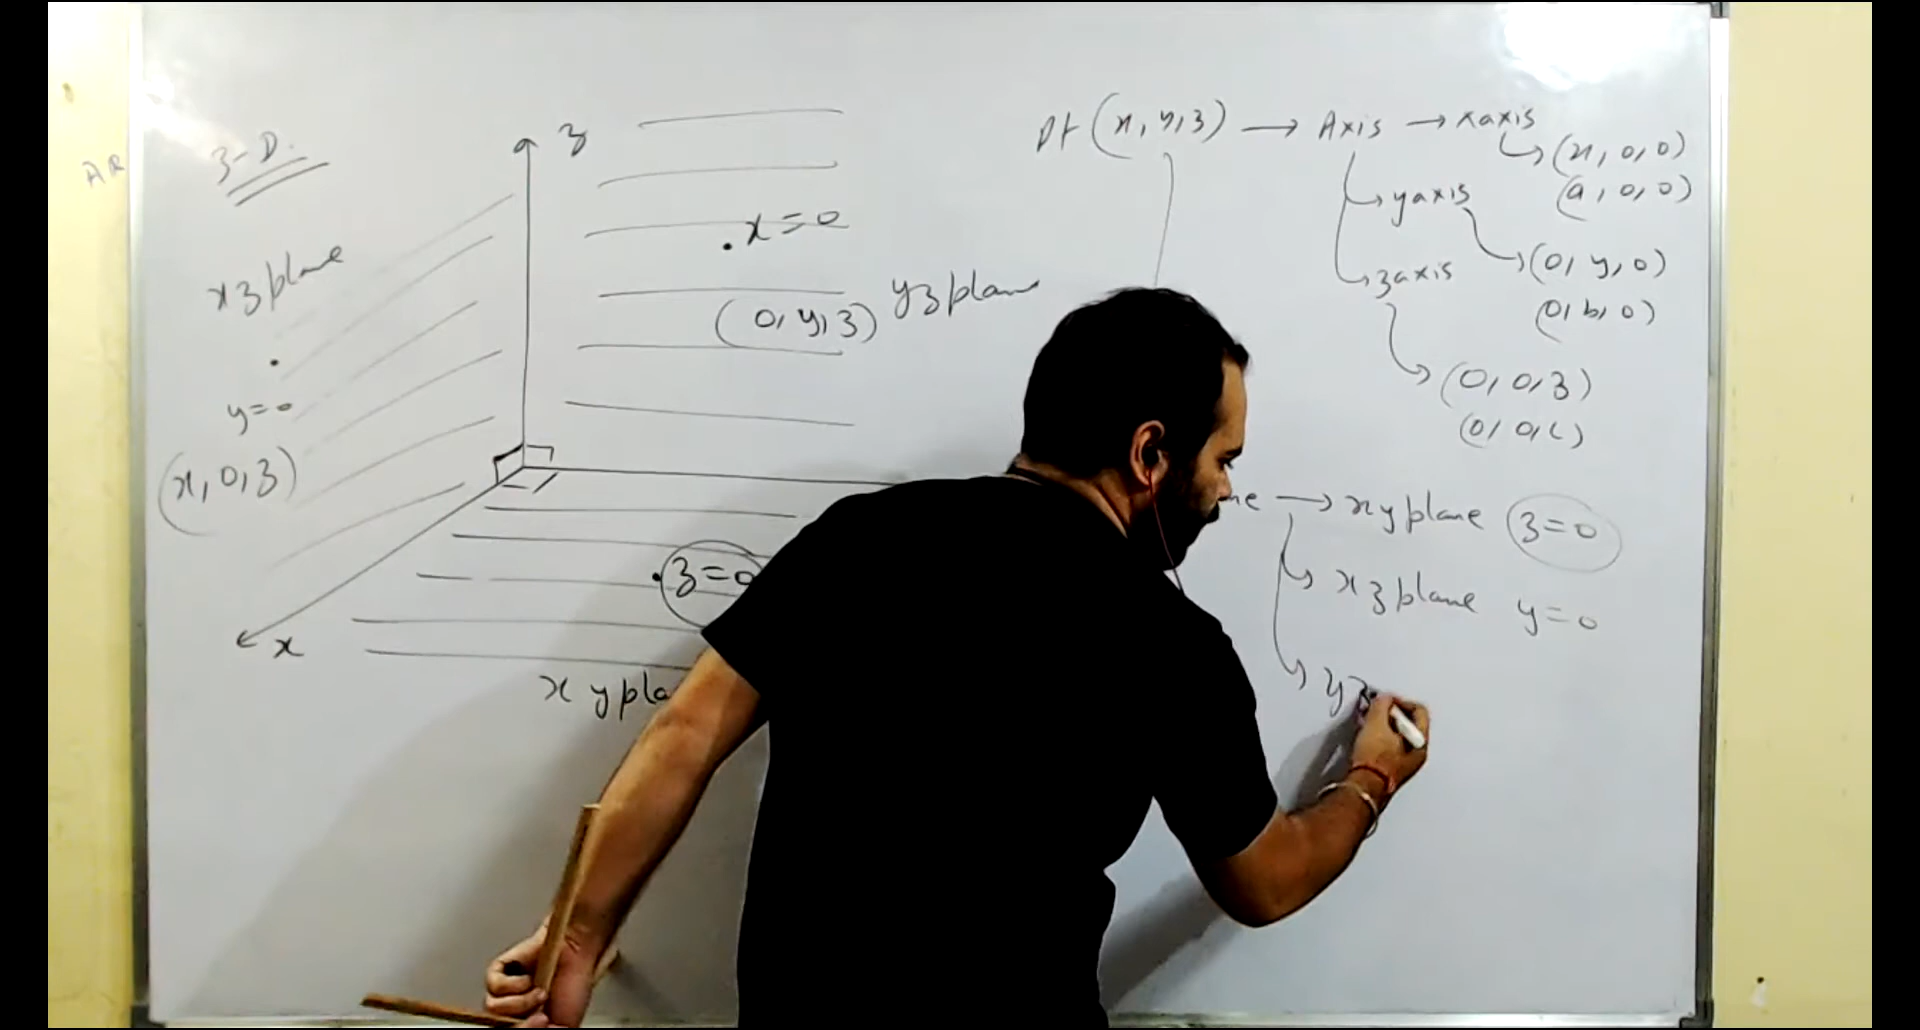 3-D.
AR
z
x=0
xz plane
yz plane
(0, y, z)
y=0
(x, 0, z)
z=0
x
x y pla
Pt (x, y, z) → Axis → x axis
(x, 0, 0)
(a, 0, 0)
y axis
(0, y, 0)
(0, b, 0)
z axis
(0, 0, z)
(0, 0, c)
ne → xy plane z=0
xz plane y=0
yz